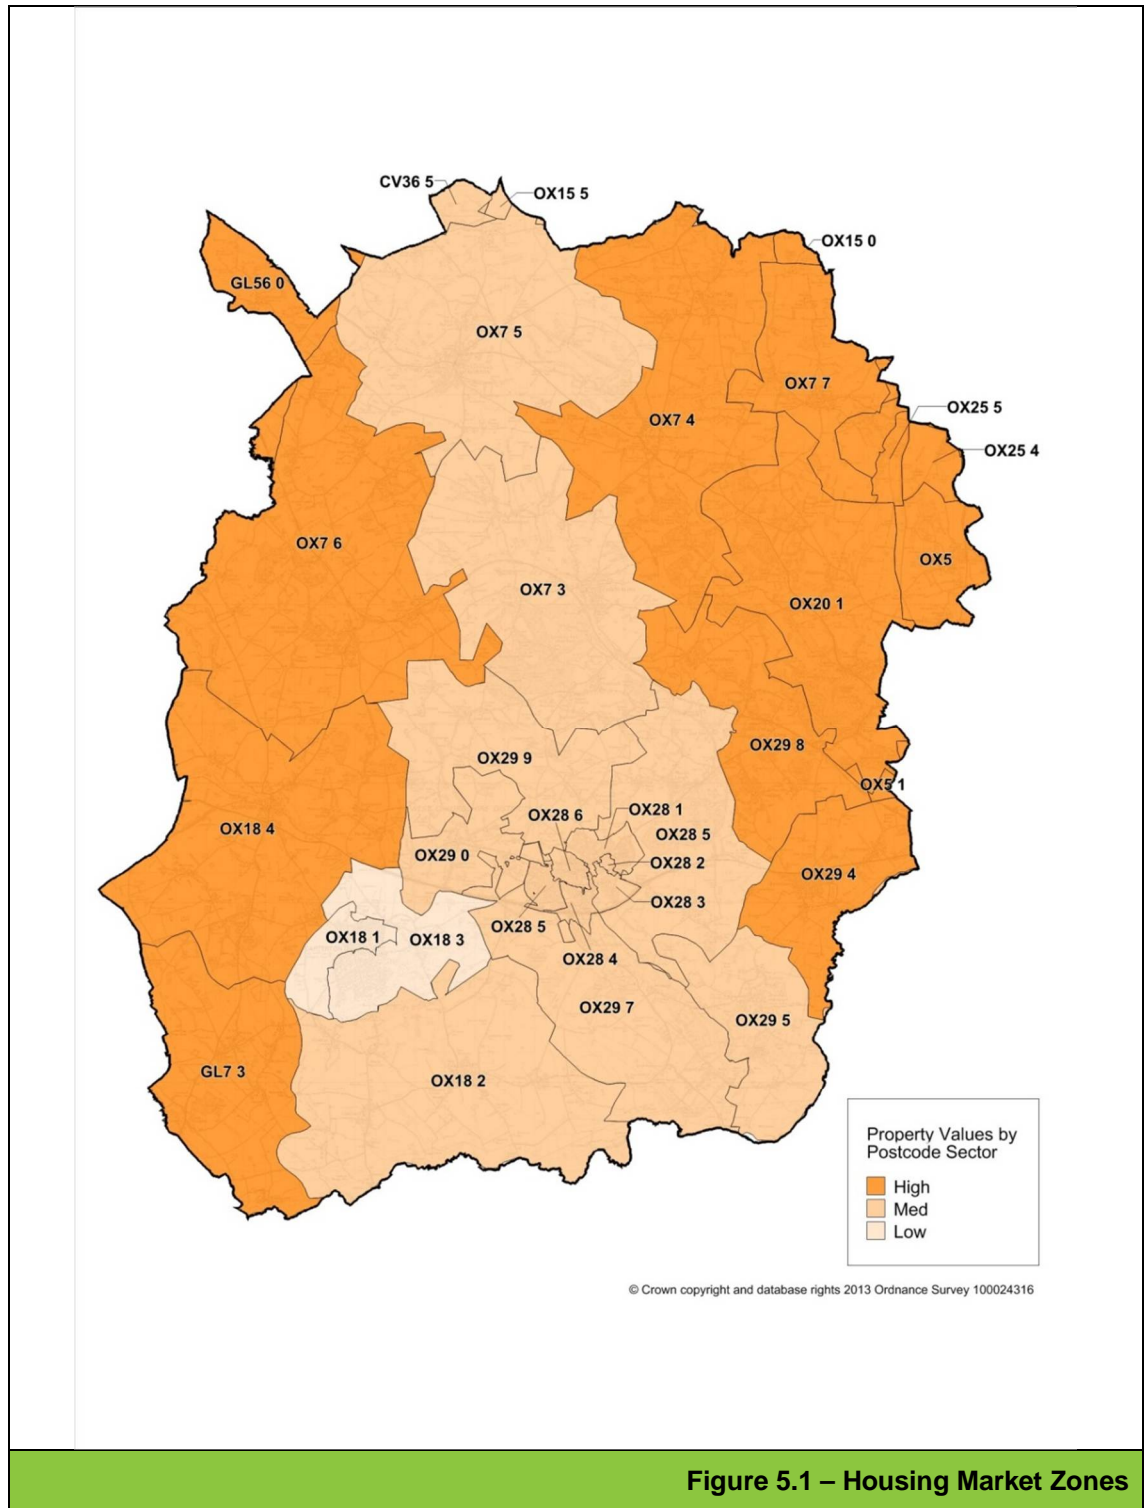 CV36 5
OX15 5
OX15 0
GL56 0
OX7 5
OX7 7
OX7 4
OX25 5
OX25 4
OX7 6
OX5
OX7 3
OX20 1
OX29 8
OX29 9
OX5 1
OX28 6
OX28 1
OX18 4
OX28 5
OX29 0
OX28 2
OX29 4
OX28 3
OX28 5
OX18 1
OX18 3
OX28 4
OX29 7
OX29 5
GL7 3
OX18 2
Property Values by
Postcode Sector
High
Med
Low
© Crown copyright and database rights 2013 Ordnance Survey 100024316
Figure 5.1 – Housing Market Zones